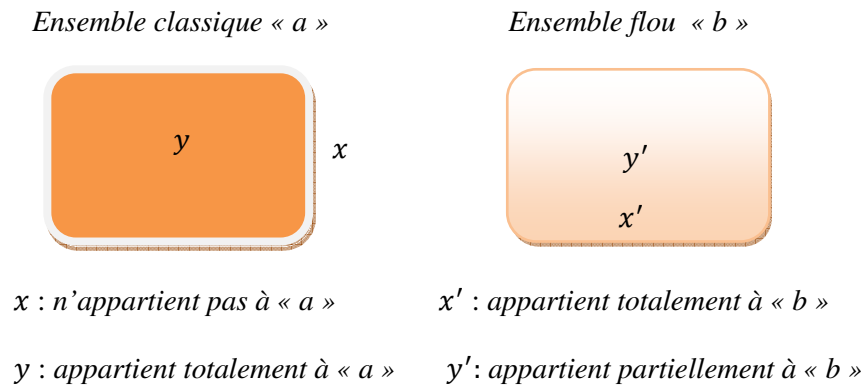 Ensemble classique « a » Ensemble flou « b »
y x y′
x′
x : n’appartient pas à « a » x′ : appartient totalement à « b »
y : appartient totalement à « a » y′: appartient partiellement à « b »